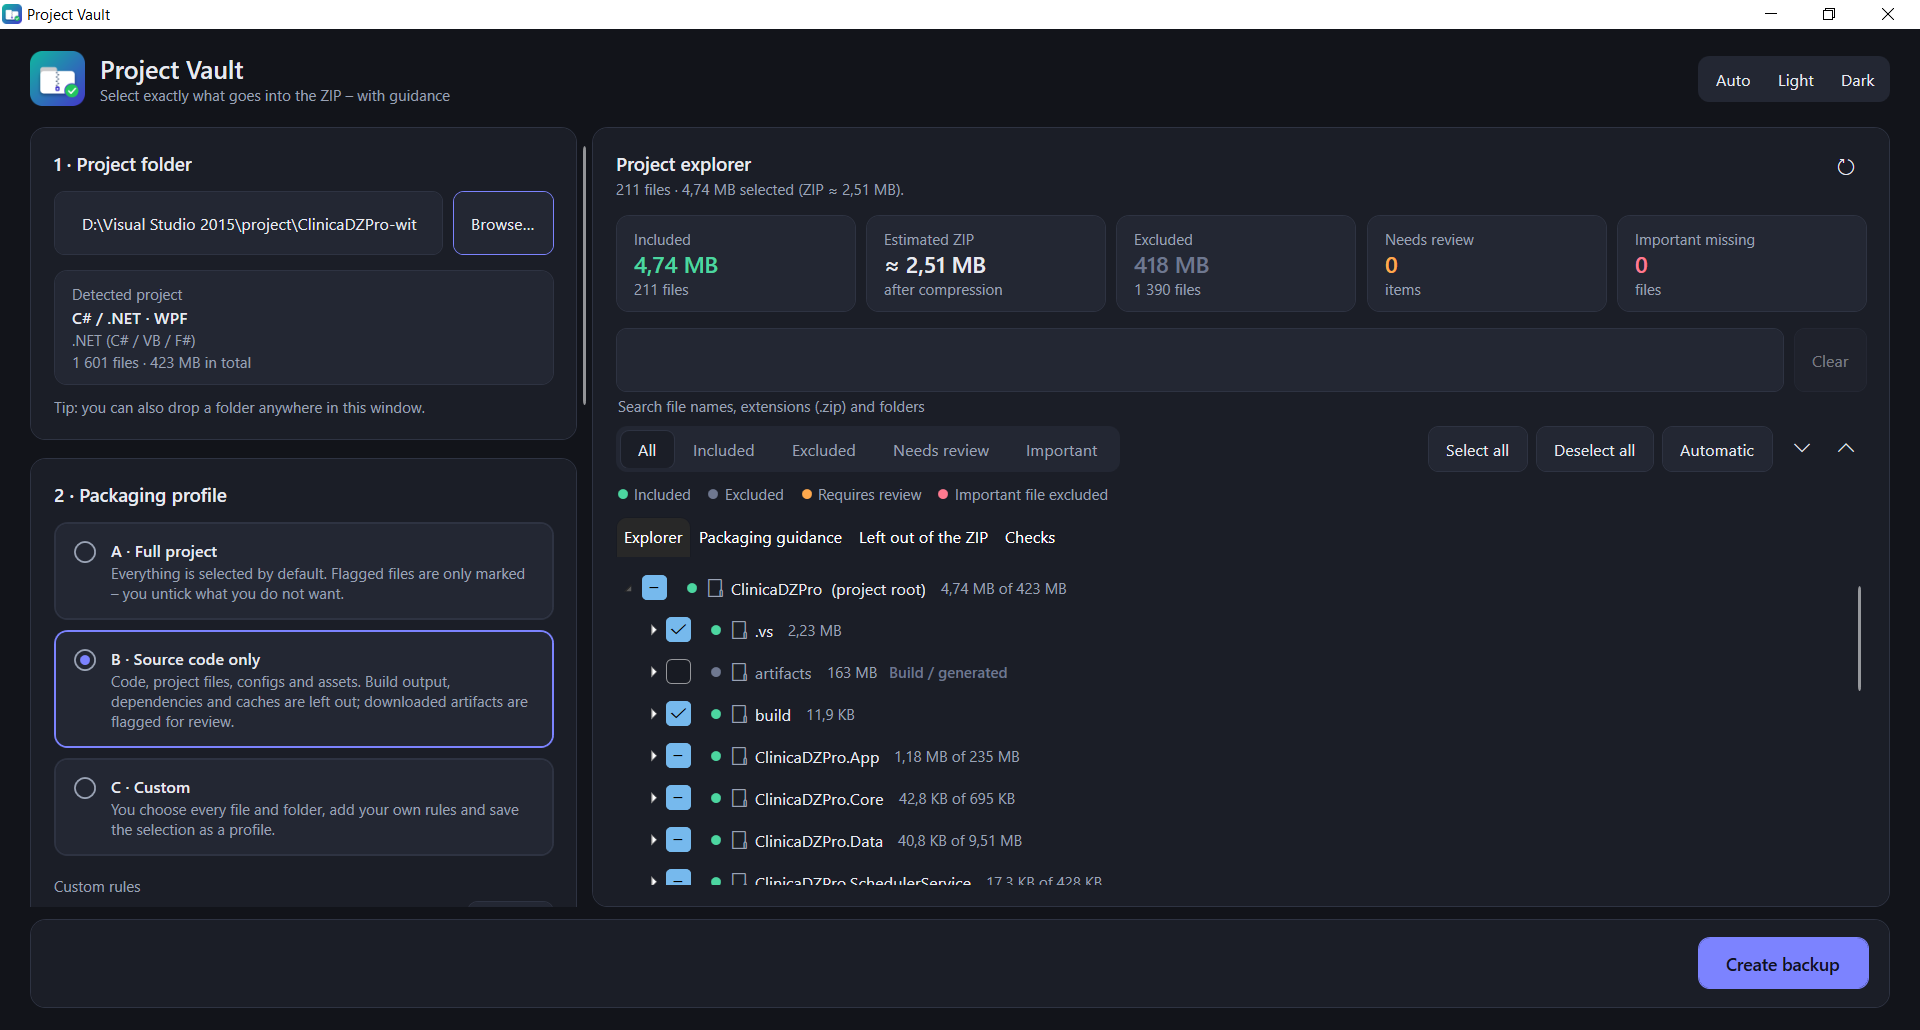 Project Vault
Project Vault
Select exactly what goes into the ZIP – with guidance
Auto Light Dark
1 · Project folder
D:\Visual Studio 2015\project\ClinicaDZPro-wit
Browse...
Detected project
C# / .NET · WPF
.NET (C# / VB / F#)
1 601 files · 423 MB in total
Tip: you can also drop a folder anywhere in this window.
2 · Packaging profile
A · Full project
Everything is selected by default. Flagged files are only marked
– you untick what you do not want.
B · Source code only
Code, project files, configs and assets. Build output,
dependencies and caches are left out; downloaded artifacts are
flagged for review.
C · Custom
You choose every file and folder, add your own rules and save
the selection as a profile.
Custom rules
Project explorer
211 files · 4,74 MB selected (ZIP ≈ 2,51 MB).
Included
4,74 MB
211 files
Estimated ZIP
≈ 2,51 MB
after compression
Excluded
418 MB
1 390 files
Needs review
0
items
Important missing
0
files
Clear
Search file names, extensions (.zip) and folders
All Included Excluded Needs review Important
Select all Deselect all Automatic
Included Excluded Requires review Important file excluded
Explorer Packaging guidance Left out of the ZIP Checks
ClinicaDZPro (project root) 4,74 MB of 423 MB
.vs 2,23 MB
artifacts 163 MB Build / generated
build 11,9 KB
ClinicaDZPro.App 1,18 MB of 235 MB
ClinicaDZPro.Core 42,8 KB of 695 KB
ClinicaDZPro.Data 40,8 KB of 9,51 MB
ClinicaDZPro.SchedulerService 17,3 KB of 428 KB
Create backup